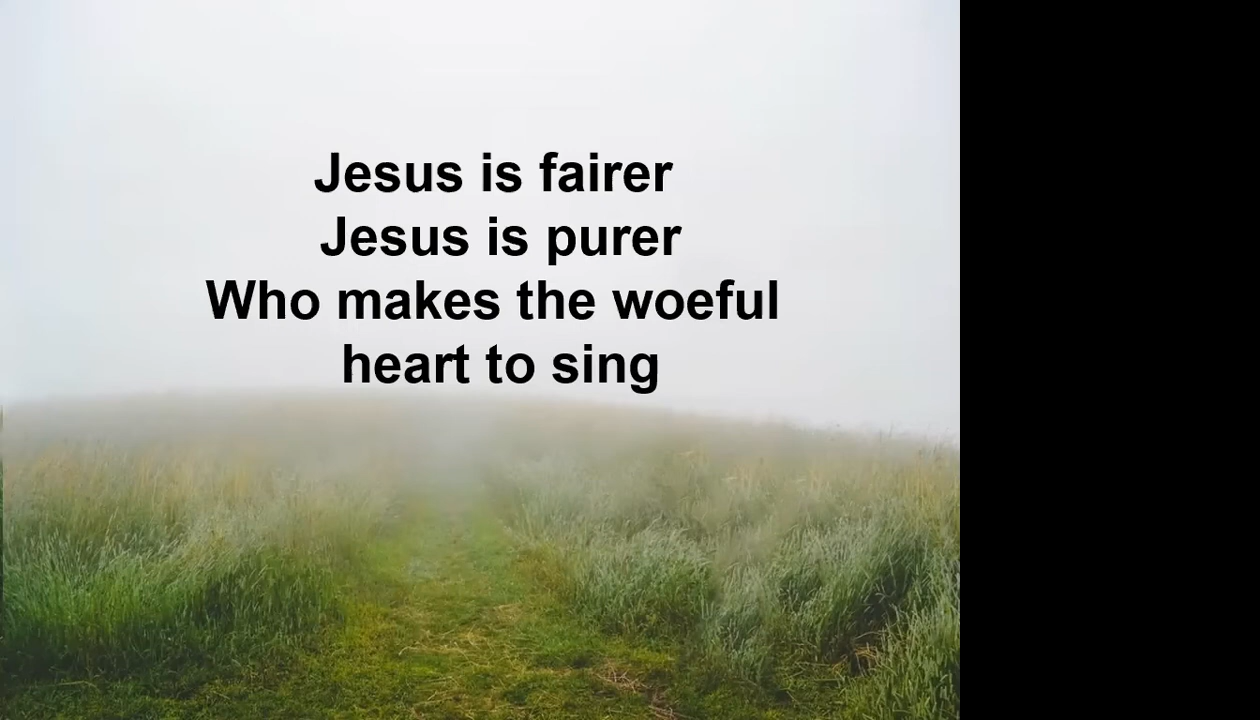 Jesus is fairer
Jesus is purer
Who makes the woeful
heart to sing